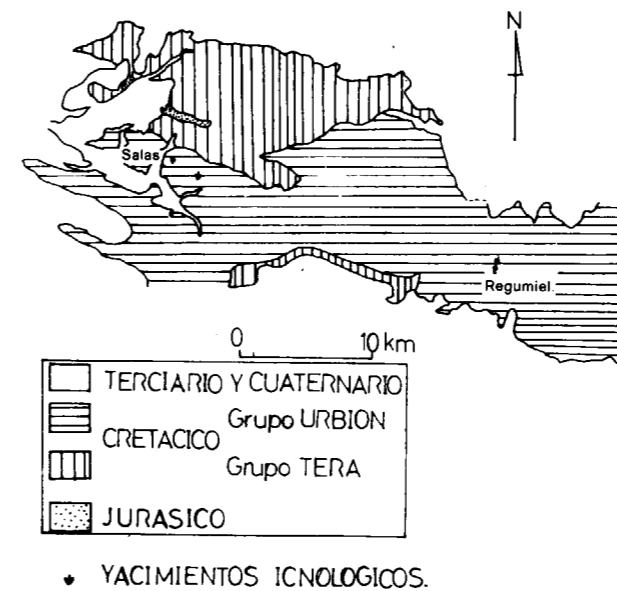 N
Salas
Regumiel.
0 10 km
TERCIARIO Y CUATERNARIO
Grupo URBION
CRETACICO
Grupo TERA
JURASICO
YACIMIENTOS ICNOLOGICOS.